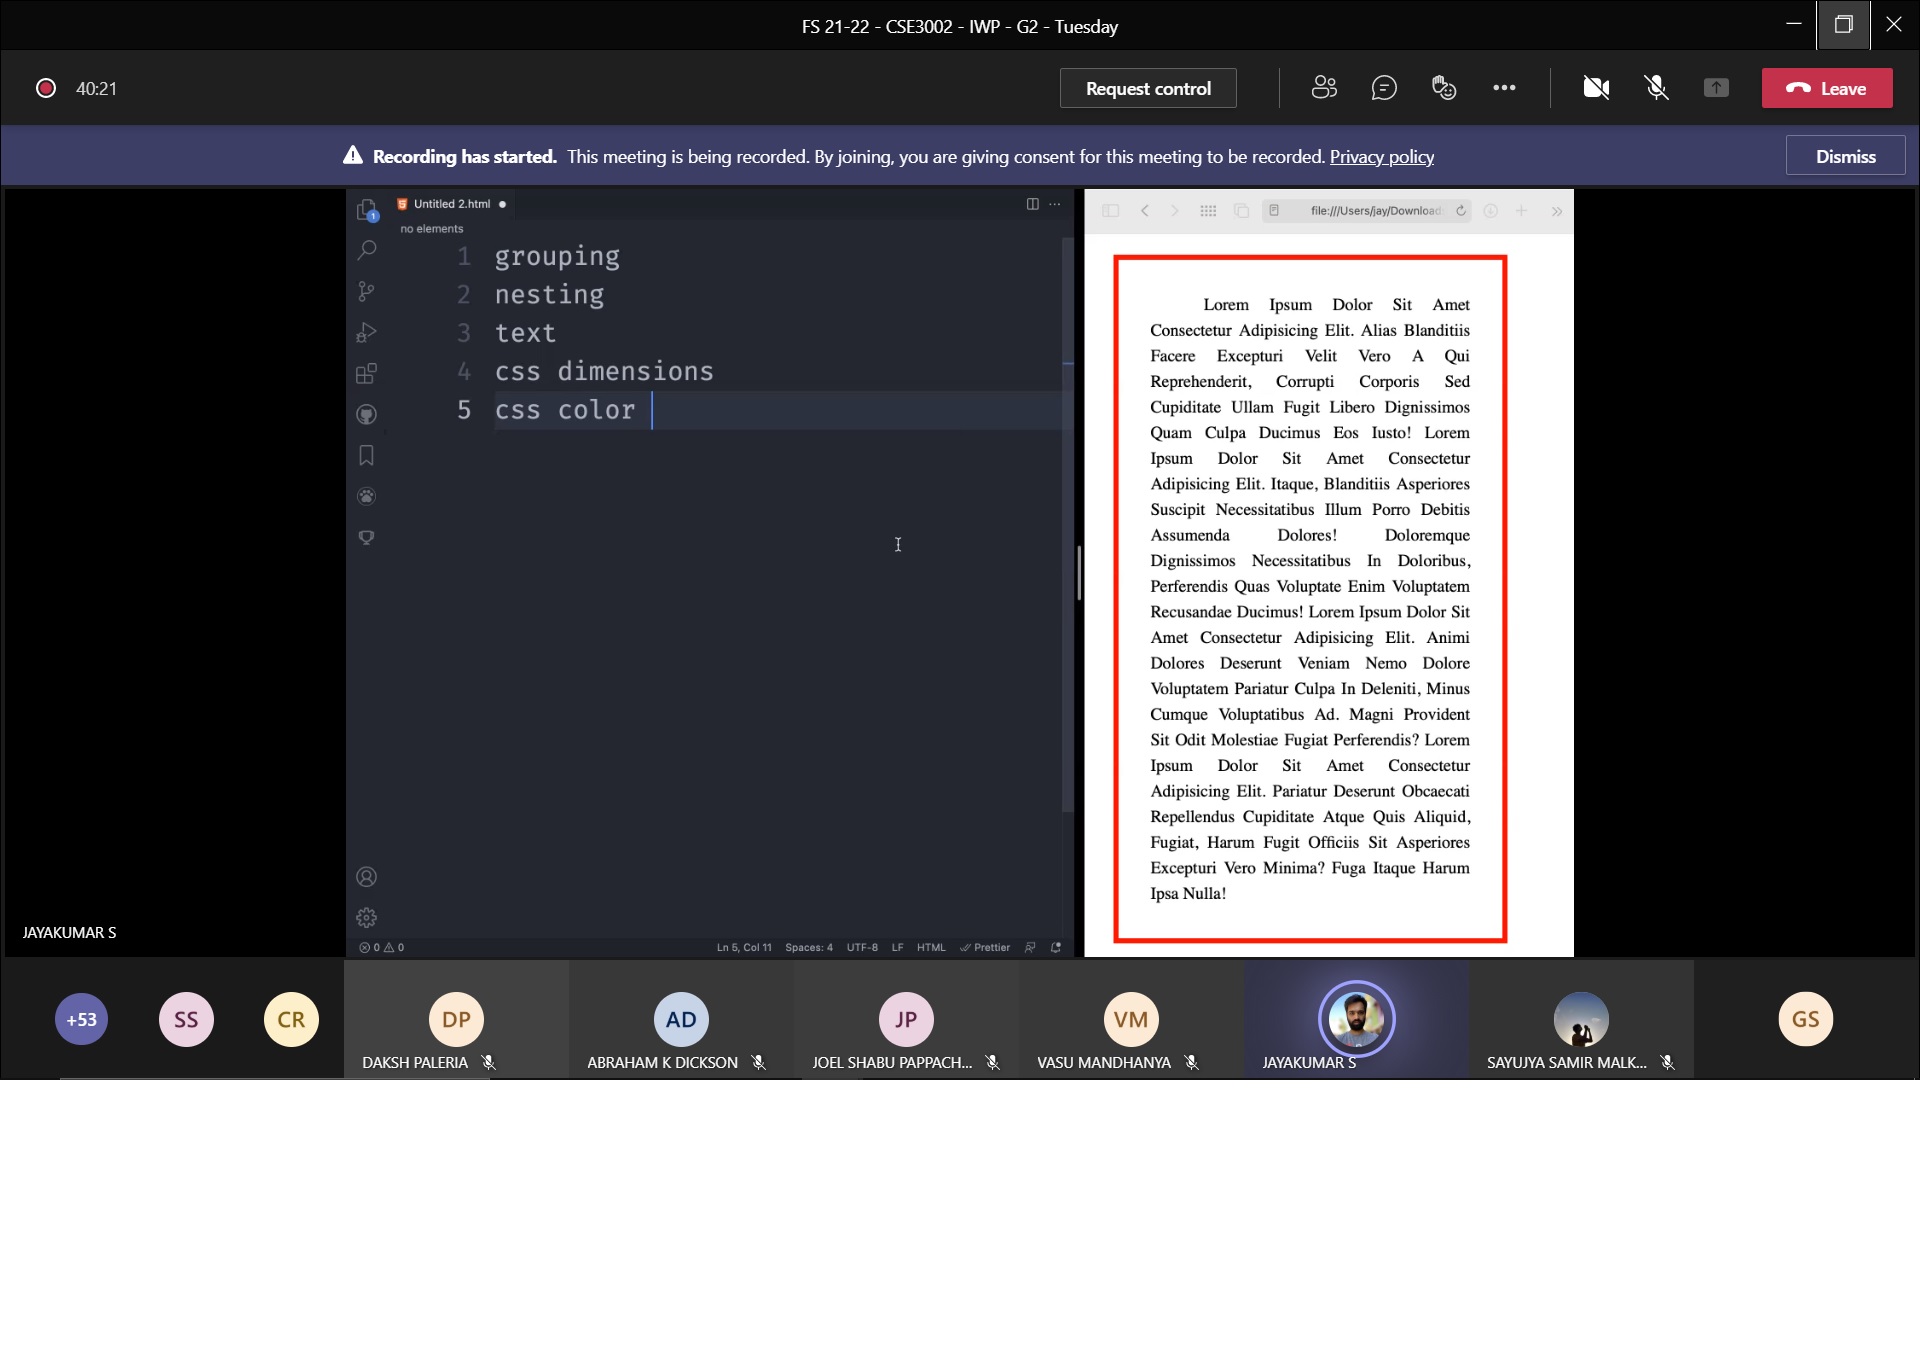 FS 21-22 - CSE3002 - IWP - G2 - Tuesday
40:21
Request control
Leave
Recording has started. This meeting is being recorded. By joining, you are giving consent for this meeting to be recorded. Privacy policy
Dismiss
1
Untitled 2.html
no elements
1 grouping
2 nesting
3 text
4 css dimensions
5 css color
0 0
Ln 5, Col 11 Spaces: 4 UTF-8 LF HTML Prettier
file:///Users/jay/Download
Lorem Ipsum Dolor Sit Amet
Consectetur Adipisicing Elit. Alias Blanditiis
Facere Excepturi Velit Vero A Qui
Reprehenderit, Corrupti Corporis Sed
Cupiditate Ullam Fugit Libero Dignissimos
Quam Culpa Ducimus Eos Iusto! Lorem
Ipsum Dolor Sit Amet Consectetur
Adipisicing Elit. Itaque, Blanditiis Asperiores
Suscipit Necessitatibus Illum Porro Debitis
Assumenda Dolores! Doloremque
Dignissimos Necessitatibus In Doloribus,
Perferendis Quas Voluptate Enim Voluptatem
Recusandae Ducimus! Lorem Ipsum Dolor Sit
Amet Consectetur Adipisicing Elit. Animi
Dolores Deserunt Veniam Nemo Dolore
Voluptatem Pariatur Culpa In Deleniti, Minus
Cumque Voluptatibus Ad. Magni Provident
Sit Odit Molestiae Fugiat Perferendis? Lorem
Ipsum Dolor Sit Amet Consectetur
Adipisicing Elit. Pariatur Deserunt Obcaecati
Repellendus Cupiditate Atque Quis Aliquid,
Fugiat, Harum Fugit Officiis Sit Asperiores
Excepturi Vero Minima? Fuga Itaque Harum
Ipsa Nulla!
JAYAKUMAR S
+53
SS
CR
DP
DAKSH PALERIA
AD
ABRAHAM K DICKSON
JP
JOEL SHABU PAPPACH...
VM
VASU MANDHANYA
JAYAKUMAR S
SAYUJYA SAMIR MALK...
GS